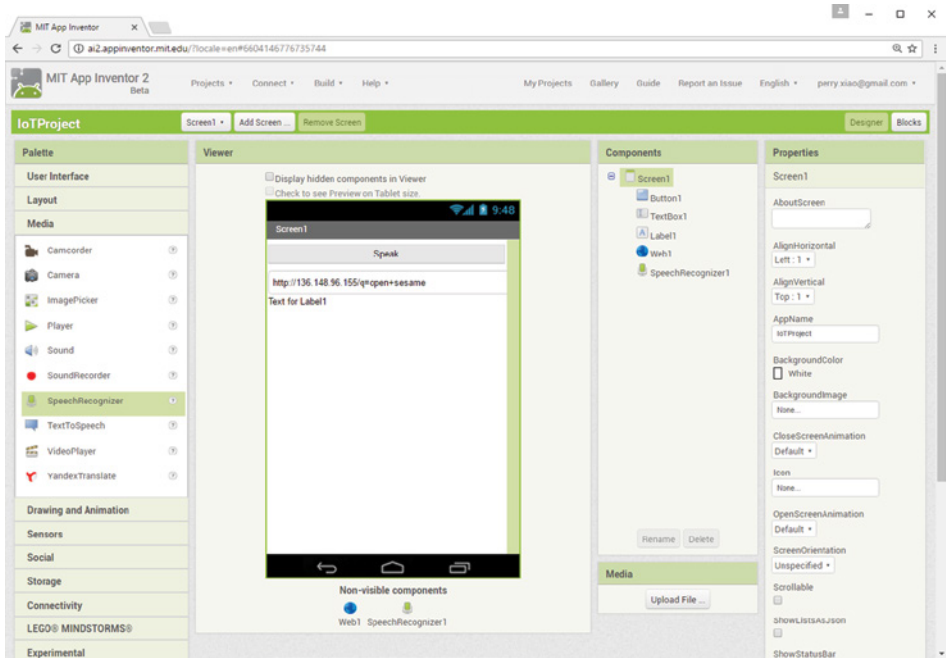 MIT App Inventor
ai2.appinventor.mit.edu/?locale=en#6604146776735744
MIT App Inventor 2
Beta
Projects Connect Build Help My Projects Gallery Guide Report an Issue English perry.xiao@gmail.com
IoTProject Screen1 Add Screen ... Remove Screen Designer Blocks
Palette
User Interface
Layout
Media
Camcorder
Camera
ImagePicker
Player
Sound
SoundRecorder
SpeechRecognizer
TextToSpeech
VideoPlayer
YandexTranslate
Drawing and Animation
Sensors
Social
Storage
Connectivity
LEGO® MINDSTORMS®
Experimental
Viewer
Display hidden components in Viewer
Check to see Preview on Tablet size.
9:48
Screen1
Speak
http://136.148.96.155/q=open+sesame
Text for Label1
Non-visible components
Web1 SpeechRecognizer1
Components
Screen1
Button1
TextBox1
A Label1
Web1
SpeechRecognizer1
Rename Delete
Media
Upload File ...
Properties
Screen1
AboutScreen
AlignHorizontal
Left : 1
AlignVertical
Top : 1
AppName
IoTProject
BackgroundColor
White
BackgroundImage
None...
CloseScreenAnimation
Default
Icon
None...
OpenScreenAnimation
Default
ScreenOrientation
Unspecified
Scrollable
ShowListsAsJson
ShowStatusBar